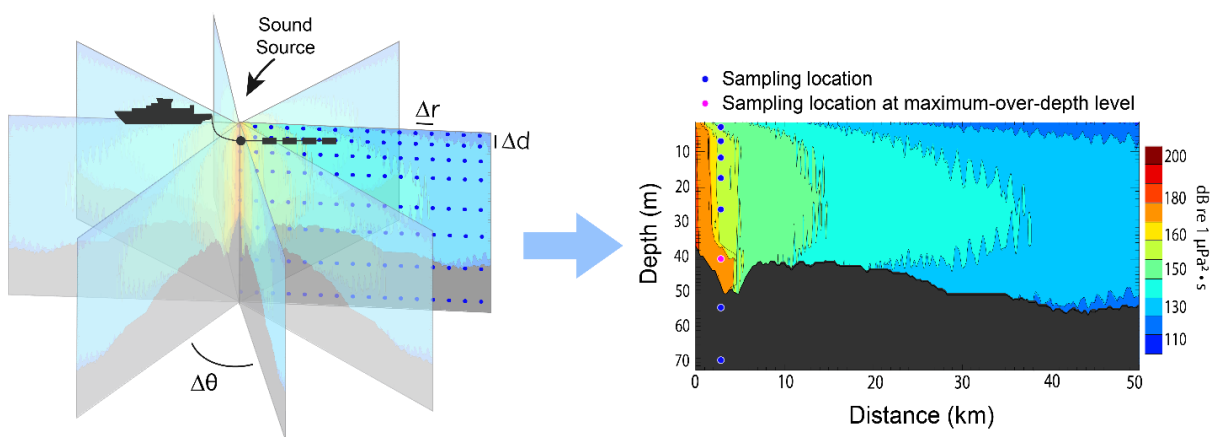 Sound
Source
Δr
Δd
Δθ
Sampling location
Sampling location at maximum-over-depth level
10
20
30
40
50
60
70
Depth (m)
0
10
20
30
50
Distance (km)
200
180
160
150
130
110
dB re 1 µPa²·s